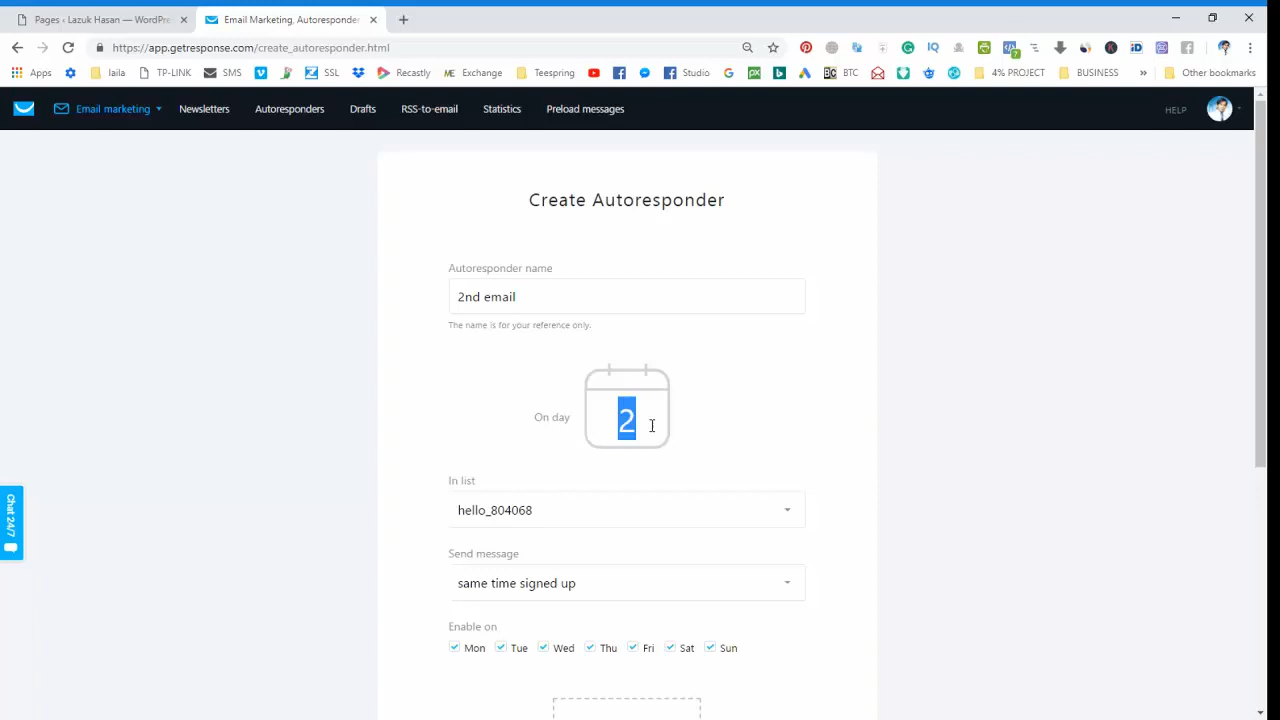 Pages ‹ Lazuk Hasan — WordPre
Email Marketing, Autoresponder
https://app.getresponse.com/create_autoresponder.html
Apps
laila
TP-LINK
SMS
SSL
Recastly
ME Exchange
Teespring
Studio
BTC
4% PROJECT
BUSINESS
»
Other bookmarks
Email marketing
Newsletters
Autoresponders
Drafts
RSS-to-email
Statistics
Preload messages
HELP
Create Autoresponder
Autoresponder name
2nd email
The name is for your reference only.
On day
2
In list
hello_804068
Send message
same time signed up
Enable on
Mon Tue Wed Thu Fri Sat Sun
Chat 24/7